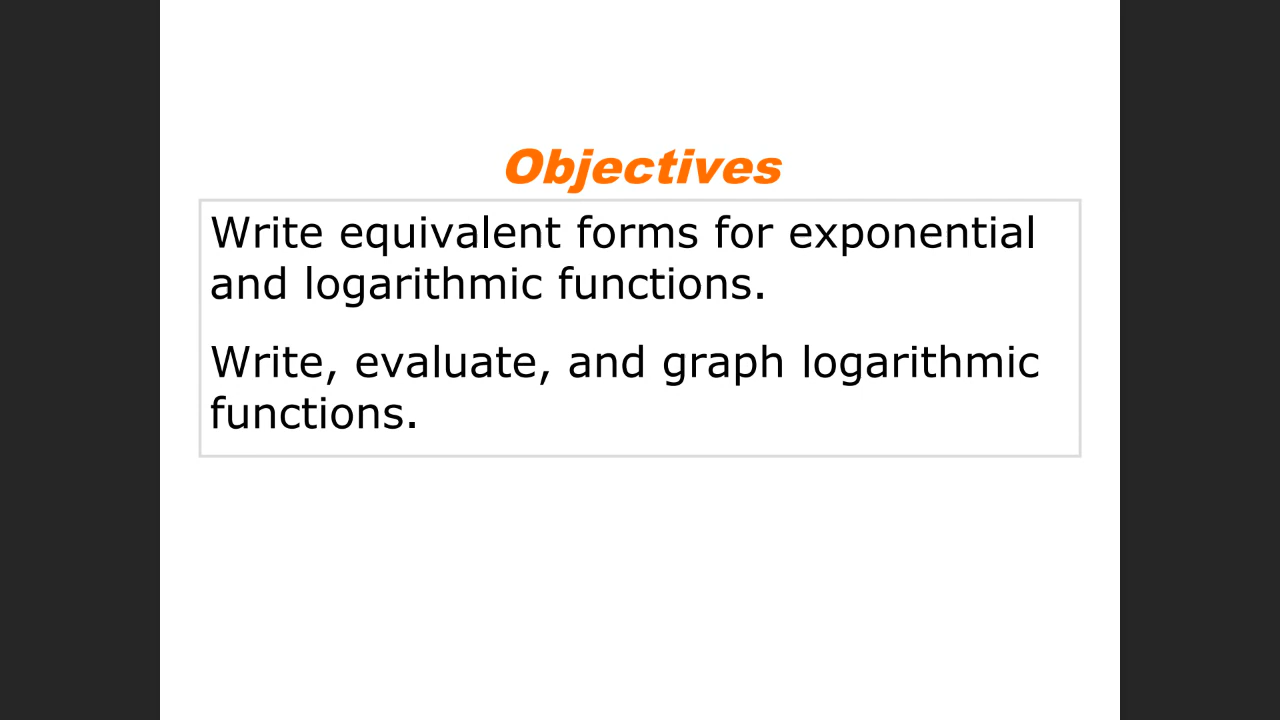 Objectives
Write equivalent forms for exponential
and logarithmic functions.
Write, evaluate, and graph logarithmic
functions.